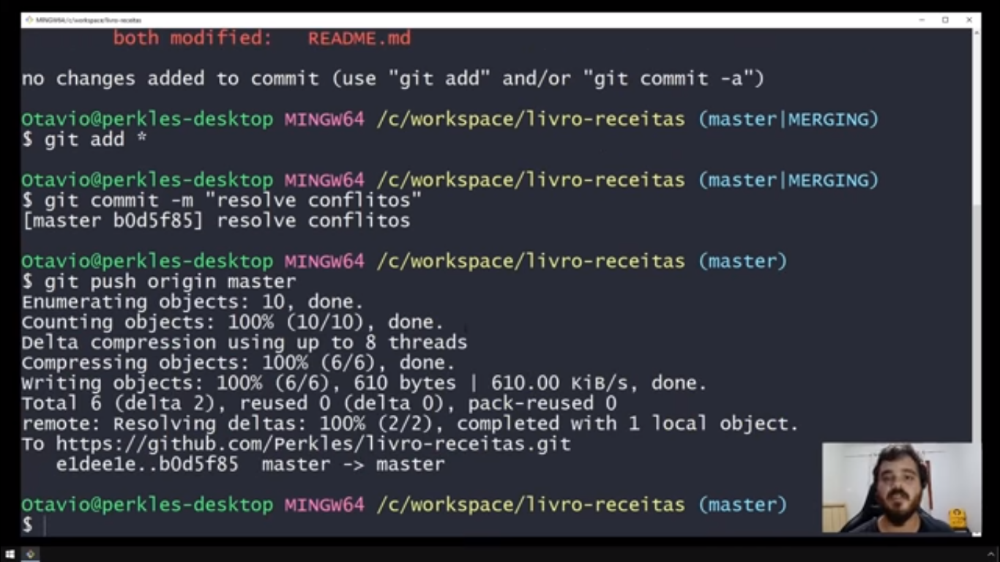 MINGW64:/c/workspace/livro-receitas
both modified:   README.md
no changes added to commit (use "git add" and/or "git commit -a")
Otavio@perkles-desktop MINGW64 /c/workspace/livro-receitas (master|MERGING)
$ git add *
Otavio@perkles-desktop MINGW64 /c/workspace/livro-receitas (master|MERGING)
$ git commit -m "resolve conflitos"
[master b0d5f85] resolve conflitos
Otavio@perkles-desktop MINGW64 /c/workspace/livro-receitas (master)
$ git push origin master
Enumerating objects: 10, done.
Counting objects: 100% (10/10), done.
Delta compression using up to 8 threads
Compressing objects: 100% (6/6), done.
Writing objects: 100% (6/6), 610 bytes | 610.00 KiB/s, done.
Total 6 (delta 2), reused 0 (delta 0), pack-reused 0
remote: Resolving deltas: 100% (2/2), completed with 1 local object.
To https://github.com/Perkles/livro-receitas.git
e1dee1e..b0d5f85  master -> master
Otavio@perkles-desktop MINGW64 /c/workspace/livro-receitas (master)
$